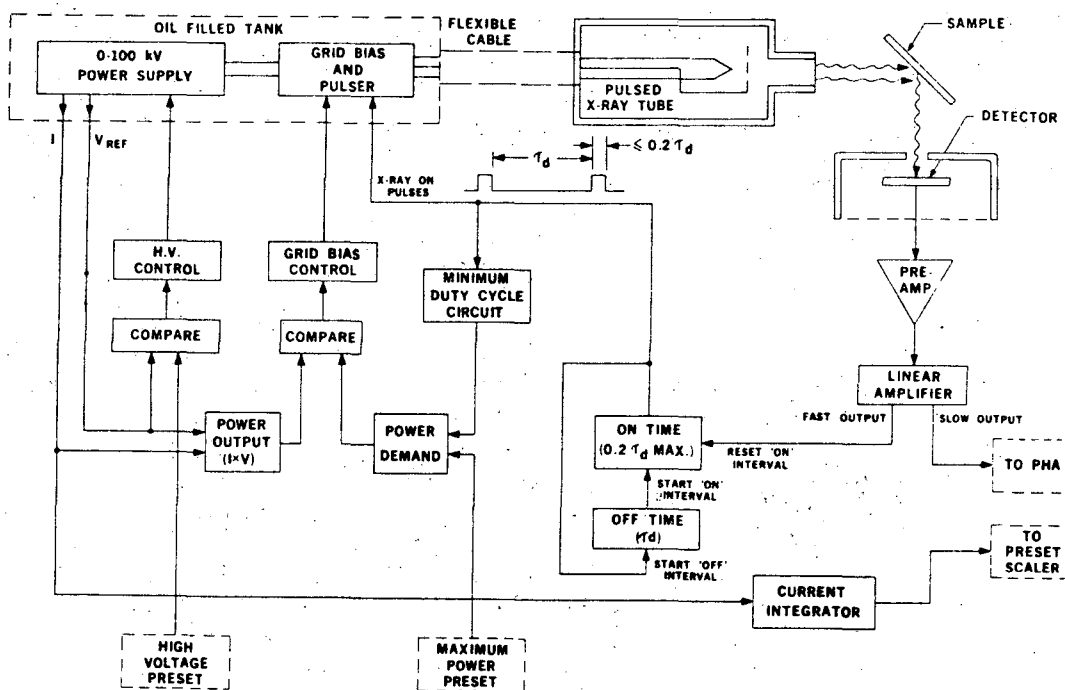 OIL FILLED TANK
FLEXIBLE
CABLE
SAMPLE
0-100 kV
POWER SUPPLY
GRID BIAS
AND
PULSER
PULSED
X-RAY TUBE
DETECTOR
I
V REF
τd
≤ 0.2 τd
X-RAY ON
PULSES
H.V.
CONTROL
GRID BIAS
CONTROL
MINIMUM
DUTY CYCLE
CIRCUIT
PRE-
AMP
COMPARE
COMPARE
LINEAR
AMPLIFIER
FAST OUTPUT
SLOW OUTPUT
POWER
OUTPUT
(I×V)
POWER
DEMAND
ON TIME
(0.2 τd MAX.)
RESET 'ON'
INTERVAL
TO PHA
START 'ON'
INTERVAL
OFF TIME
(τd)
START 'OFF'
INTERVAL
TO
PRESET
SCALER
CURRENT
INTEGRATOR
HIGH
VOLTAGE
PRESET
MAXIMUM
POWER
PRESET